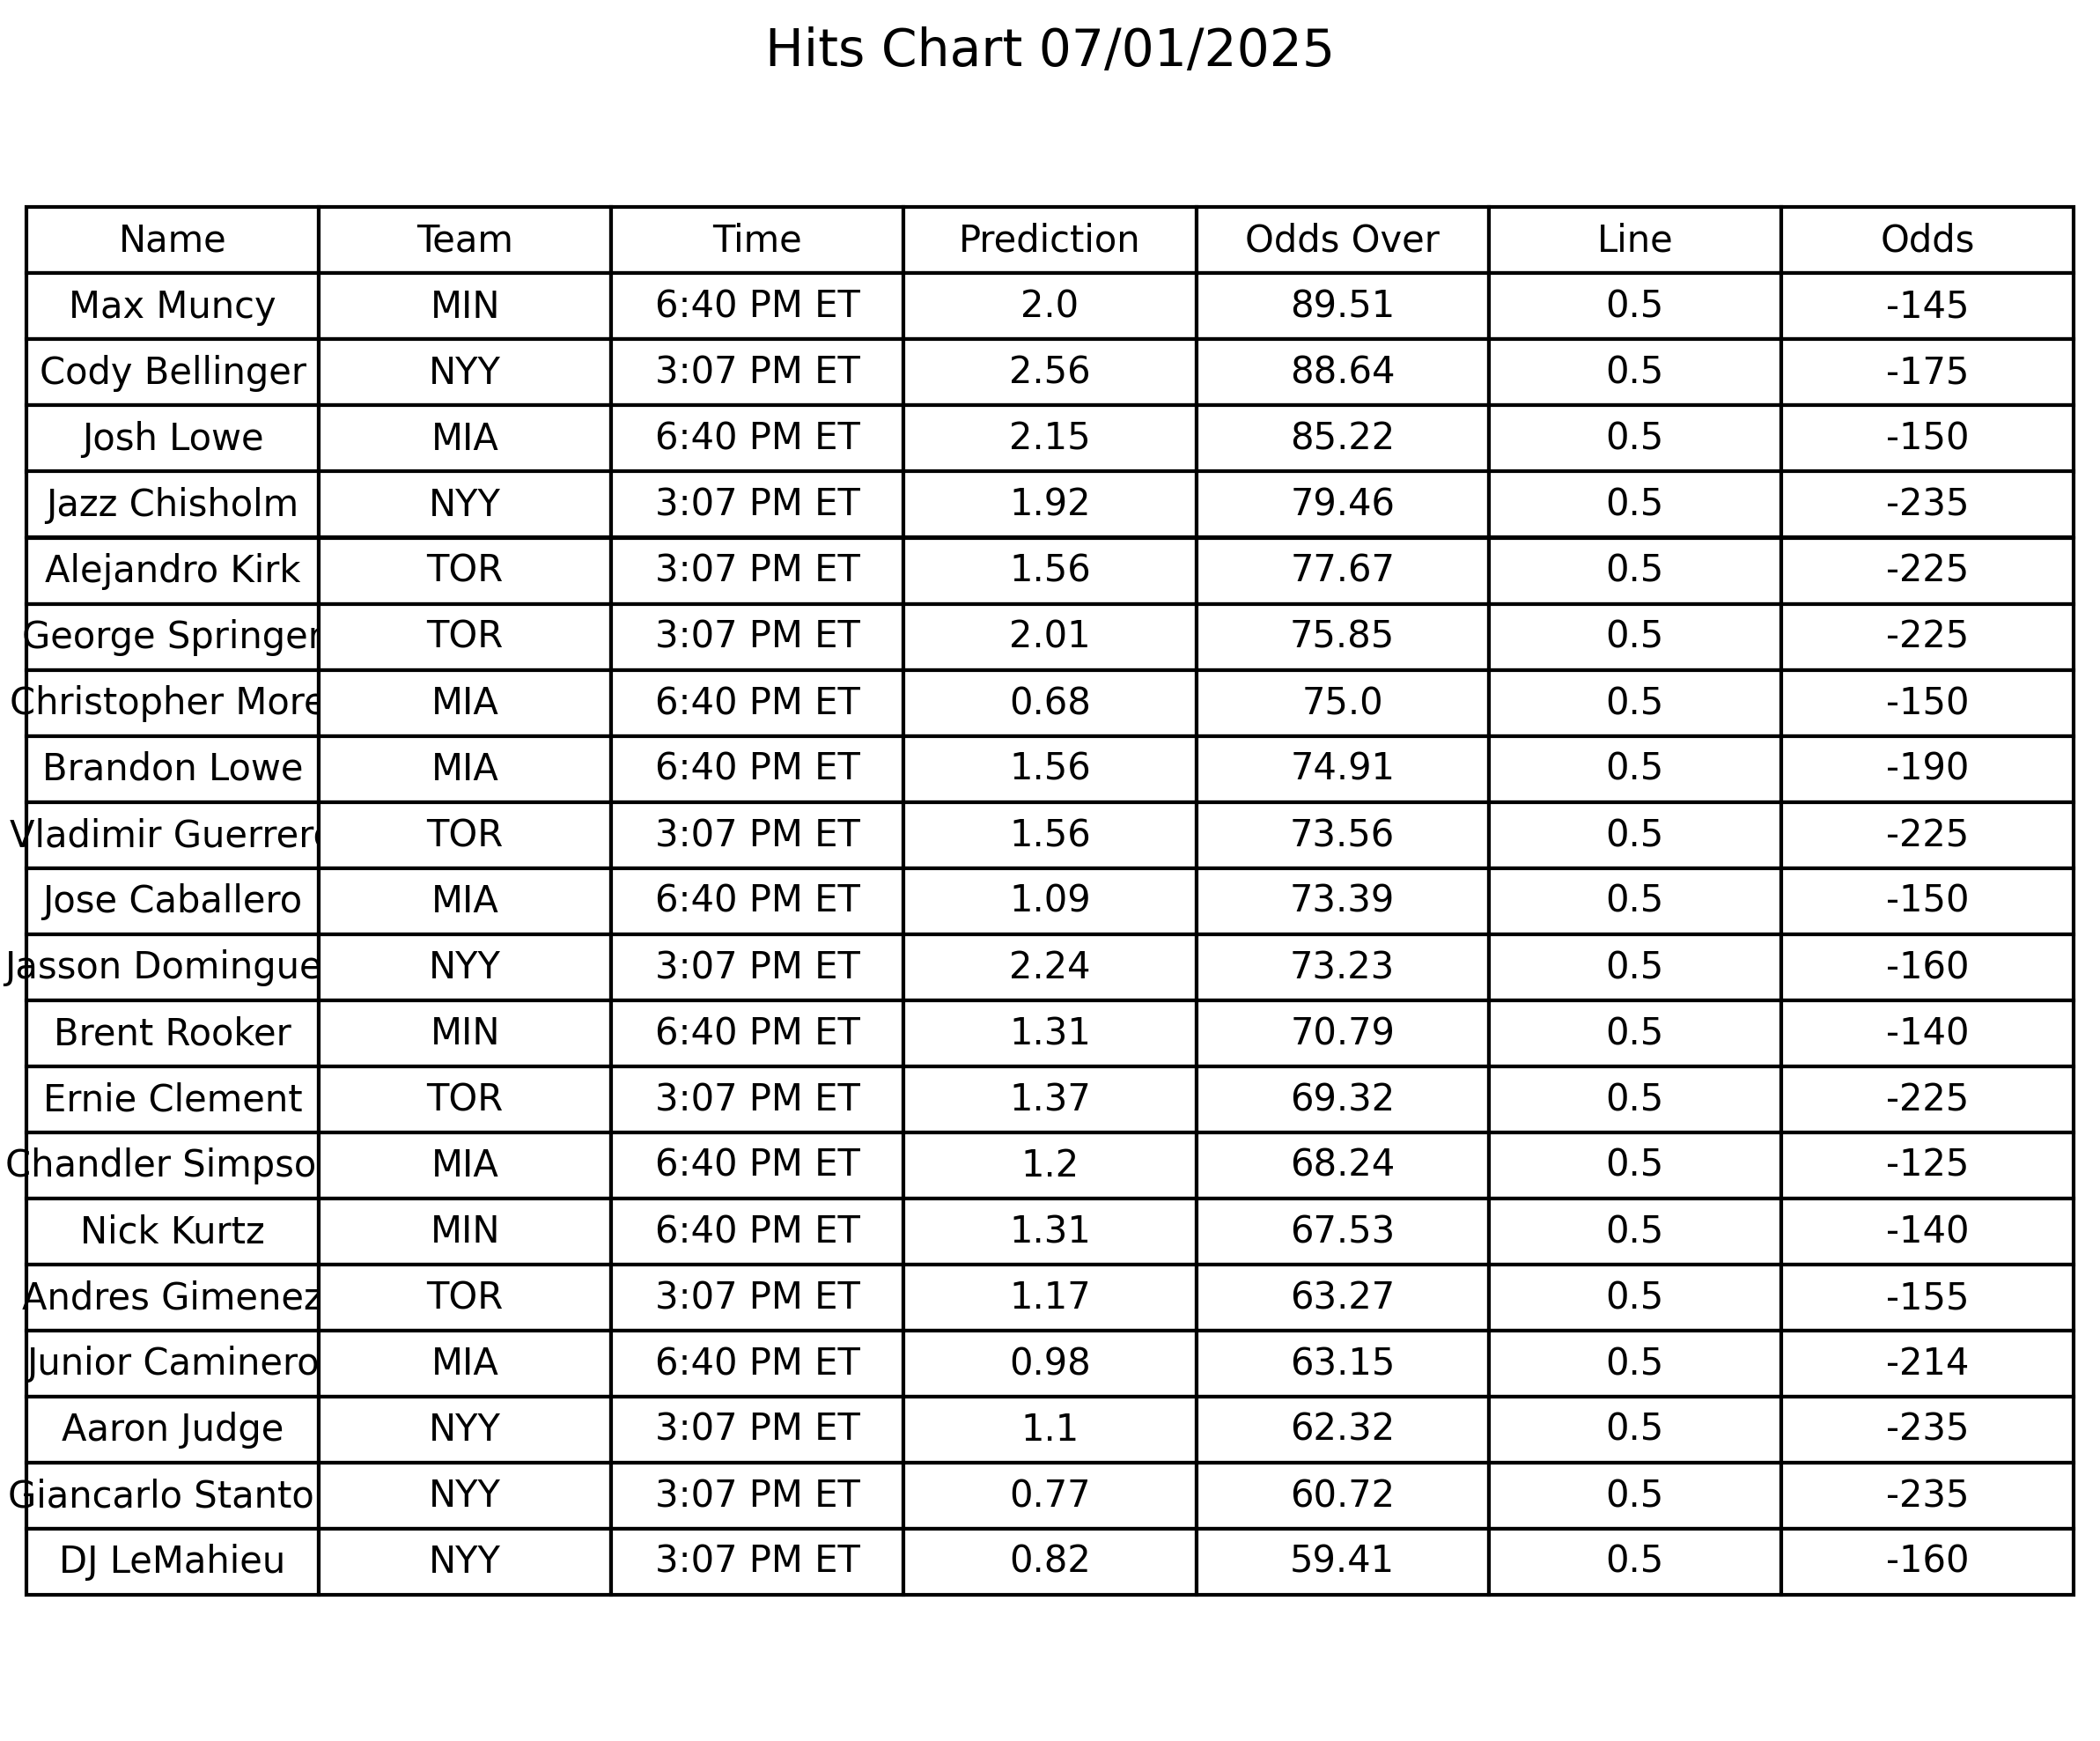 Hits Chart 07/01/2025
Name Team Time Prediction Odds Over Line Odds
Max Muncy MIN 6:40 PM ET 2.0 89.51 0.5 -145
Cody Bellinger NYY 3:07 PM ET 2.56 88.64 0.5 -175
Josh Lowe MIA 6:40 PM ET 2.15 85.22 0.5 -150
Jazz Chisholm NYY 3:07 PM ET 1.92 79.46 0.5 -235
Alejandro Kirk TOR 3:07 PM ET 1.56 77.67 0.5 -225
George Springer TOR 3:07 PM ET 2.01 75.85 0.5 -225
Christopher More MIA 6:40 PM ET 0.68 75.0 0.5 -150
Brandon Lowe MIA 6:40 PM ET 1.56 74.91 0.5 -190
Vladimir Guerrero TOR 3:07 PM ET 1.56 73.56 0.5 -225
Jose Caballero MIA 6:40 PM ET 1.09 73.39 0.5 -150
Jasson Domingue NYY 3:07 PM ET 2.24 73.23 0.5 -160
Brent Rooker MIN 6:40 PM ET 1.31 70.79 0.5 -140
Ernie Clement TOR 3:07 PM ET 1.37 69.32 0.5 -225
Chandler Simpso MIA 6:40 PM ET 1.2 68.24 0.5 -125
Nick Kurtz MIN 6:40 PM ET 1.31 67.53 0.5 -140
Andres Gimenez TOR 3:07 PM ET 1.17 63.27 0.5 -155
Junior Caminero MIA 6:40 PM ET 0.98 63.15 0.5 -214
Aaron Judge NYY 3:07 PM ET 1.1 62.32 0.5 -235
Giancarlo Stanto NYY 3:07 PM ET 0.77 60.72 0.5 -235
DJ LeMahieu NYY 3:07 PM ET 0.82 59.41 0.5 -160